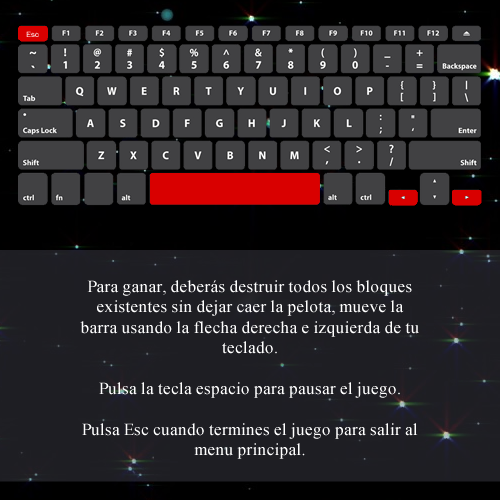 Esc F1 F2 F3 F4 F5 F6 F7 F8 F9 F10 F11 F12
~ ! @ # $ % ^ & * ( ) _ +
` 1 2 3 4 5 6 7 8 9 0 - = Backspace
Tab Q W E R T Y U I O P { [ } ] | \
Caps Lock A S D F G H J K L : ; " ' Enter
Shift Z X C V B N M < , > . ? / Shift
ctrl fn alt alt ctrl
Para ganar, deberás destruir todos los bloques
existentes sin dejar caer la pelota, mueve la
barra usando la flecha derecha e izquierda de tu
teclado.
Pulsa la tecla espacio para pausar el juego.
Pulsa Esc cuando termines el juego para salir al
menu principal.